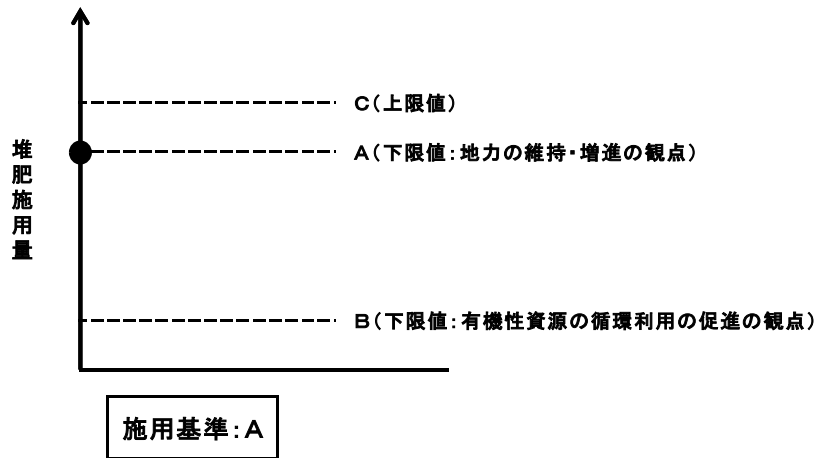 C(上限値)
A(下限値:地力の維持・増進の観点)
堆肥施用量
B(下限値:有機性資源の循環利用の促進の観点)
施用基準:A